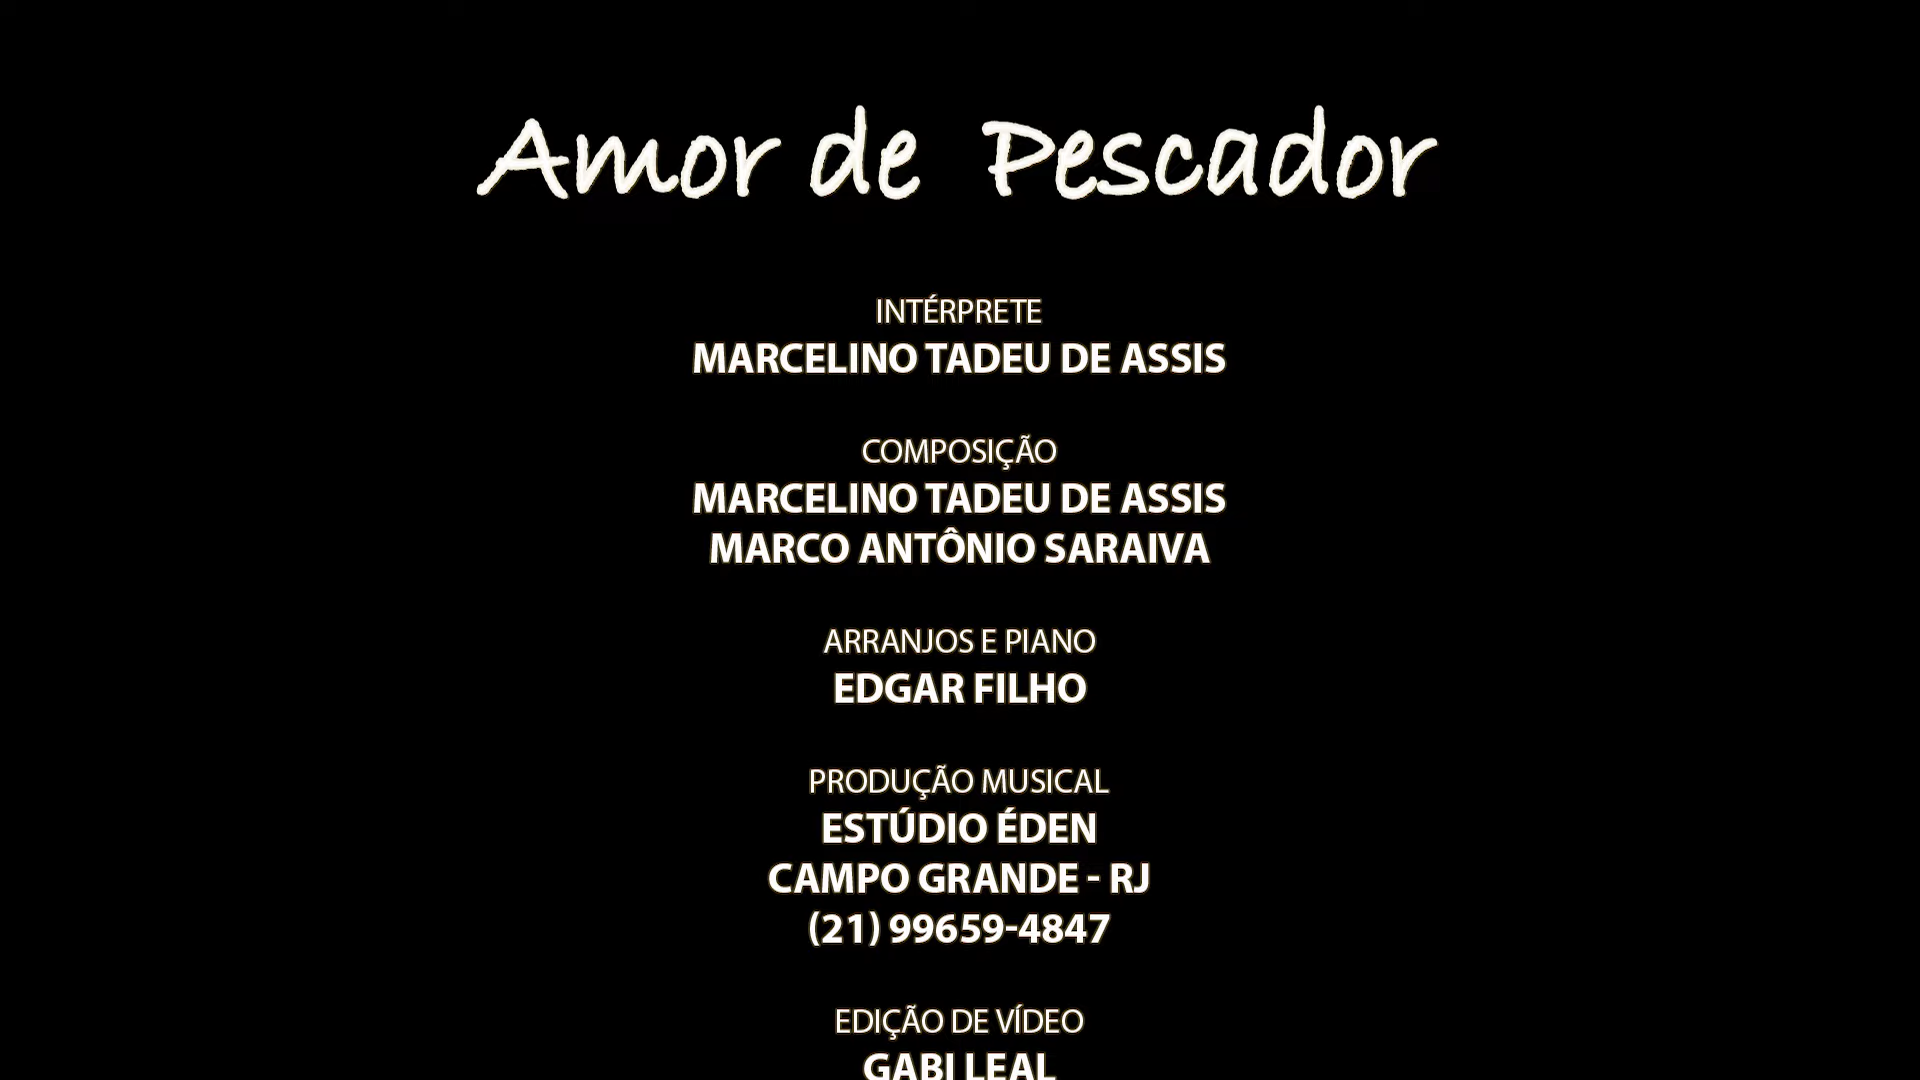 Amor de Pescador
INTÉRPRETE
MARCELINO TADEU DE ASSIS
COMPOSIÇÃO
MARCELINO TADEU DE ASSIS
MARCO ANTÔNIO SARAIVA
ARRANJOS E PIANO
EDGAR FILHO
PRODUÇÃO MUSICAL
ESTÚDIO ÉDEN
CAMPO GRANDE - RJ
(21) 99659-4847
EDIÇÃO DE VÍDEO
GABI LEAL